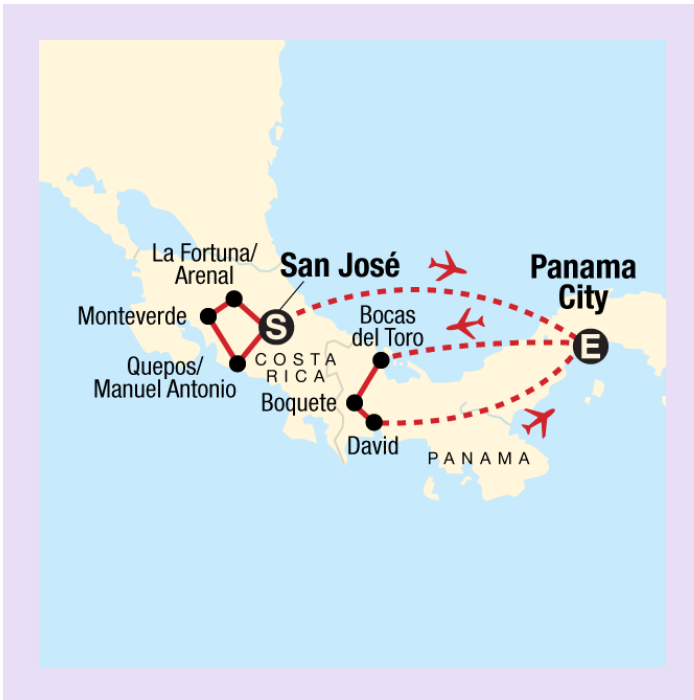 La Fortuna/
Arenal
San José
Panama
City
Monteverde
S
Bocas
del Toro
E
Quepos/
Manuel Antonio
COSTA
RICA
Boquete
David
PANAMA